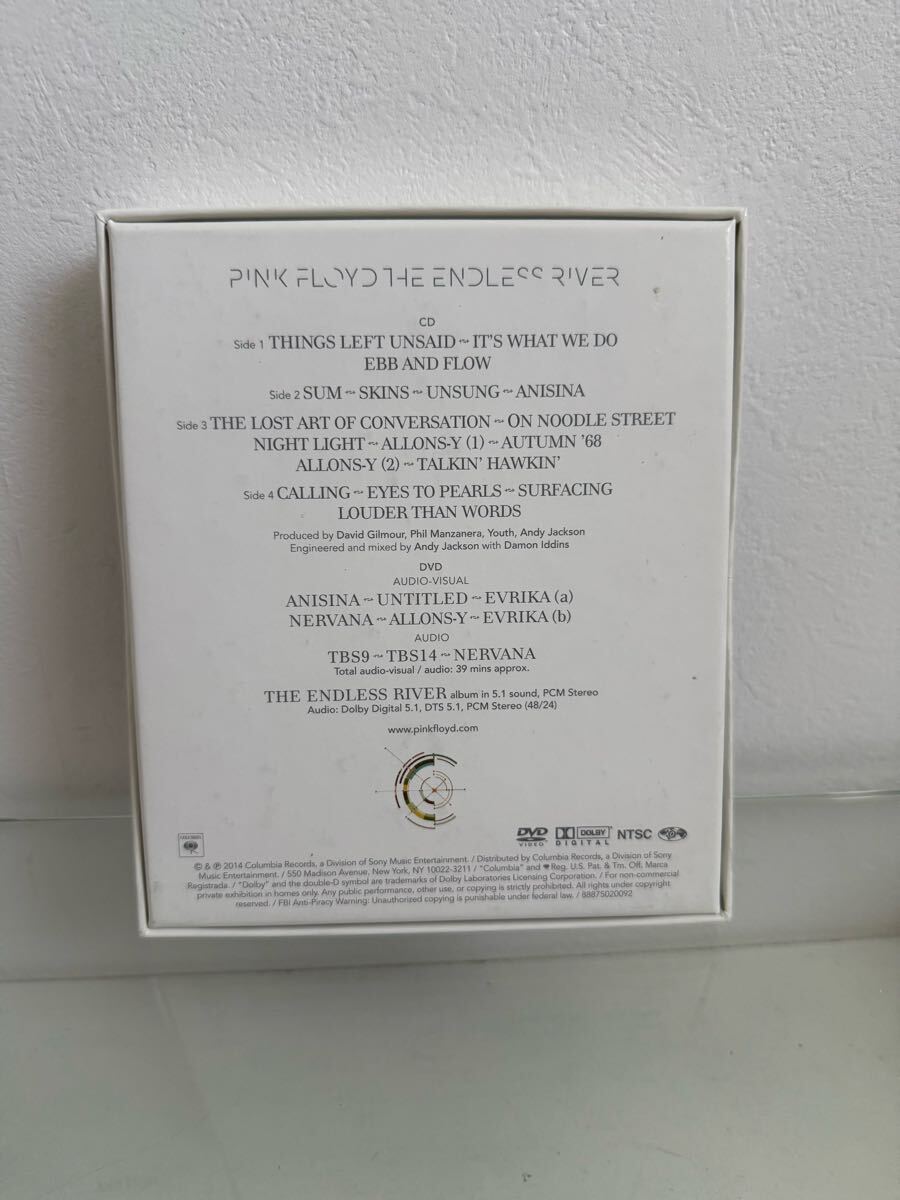 PINK FLOYD THE ENDLESS RIVER
CD
Side 1 THINGS LEFT UNSAID ~ IT'S WHAT WE DO
EBB AND FLOW
Side 2 SUM ~ SKINS ~ UNSUNG ~ ANISINA
Side 3 THE LOST ART OF CONVERSATION ~ ON NOODLE STREET
NIGHT LIGHT ~ ALLONS-Y (1) ~ AUTUMN '68
ALLONS-Y (2) ~ TALKIN' HAWKIN'
Side 4 CALLING ~ EYES TO PEARLS ~ SURFACING
LOUDER THAN WORDS
Produced by David Gilmour, Phil Manzanera, Youth, Andy Jackson
Engineered and mixed by Andy Jackson with Damon Iddins
DVD
AUDIO-VISUAL
ANISINA ~ UNTITLED ~ EVRIKA (a)
NERVANA ~ ALLONS-Y ~ EVRIKA (b)
AUDIO
TBS9 ~ TBS14 ~ NERVANA
Total audio-visual / audio: 39 mins approx.
THE ENDLESS RIVER album in 5.1 sound, PCM Stereo
Audio: Dolby Digital 5.1, DTS 5.1, PCM Stereo (48/24)
www.pinkfloyd.com
COLUMBIA
DVD VIDEO DOLBY DIGITAL NTSC
© & ℗ 2014 Columbia Records, a Division of Sony Music Entertainment. / Distributed by Columbia Records, a Division of Sony
Music Entertainment. / 550 Madison Avenue, New York, NY 10022-3211 / "Columbia" and Reg. U.S. Pat. & Tm. Off. Marca
Registrada. / "Dolby" and the double-D symbol are trademarks of Dolby Laboratories Licensing Corporation. / For non-commercial
private exhibition in homes only. Any public performance, other use, or copying is strictly prohibited. All rights under copyright
reserved. / FBI Anti-Piracy Warning: Unauthorized copying is punishable under federal law. / 88875020092